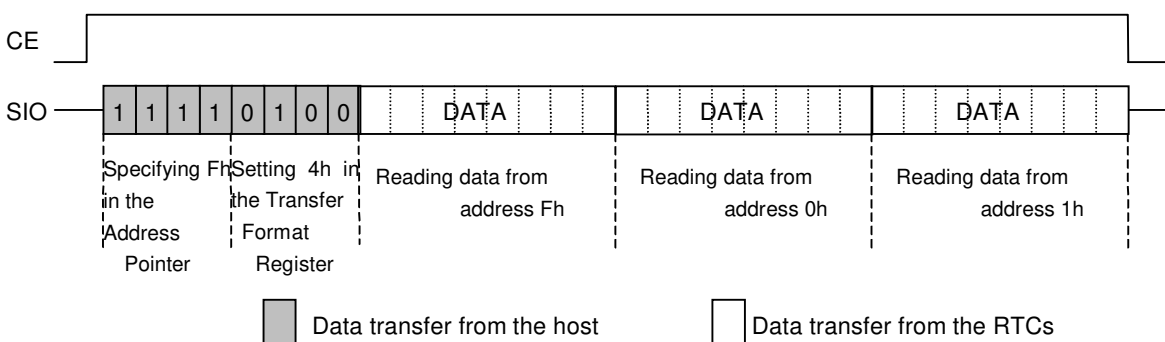 CE
SIO 1 1 1 1 0 1 0 0 DATA DATA DATA
Specifying Fh
in the
Address
Pointer
Setting 4h in
the Transfer
Format
Register
Reading data from
address Fh
Reading data from
address 0h
Reading data from
address 1h
Data transfer from the host
Data transfer from the RTCs